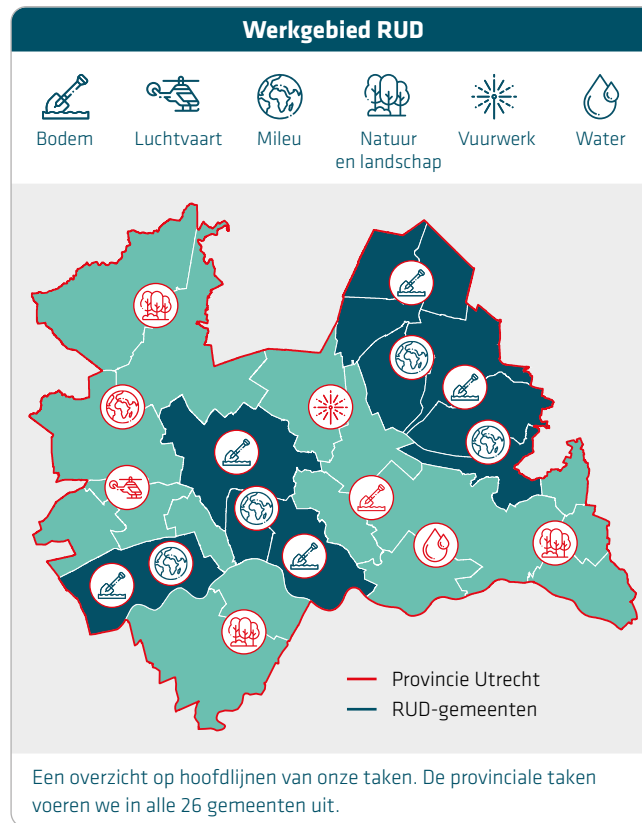 Werkgebied RUD
Bodem
Luchtvaart
Mileu
Natuur
en landschap
Vuurwerk
Water
Provincie Utrecht
RUD-gemeenten
Een overzicht op hoofdlijnen van onze taken. De provinciale taken
voeren we in alle 26 gemeenten uit.